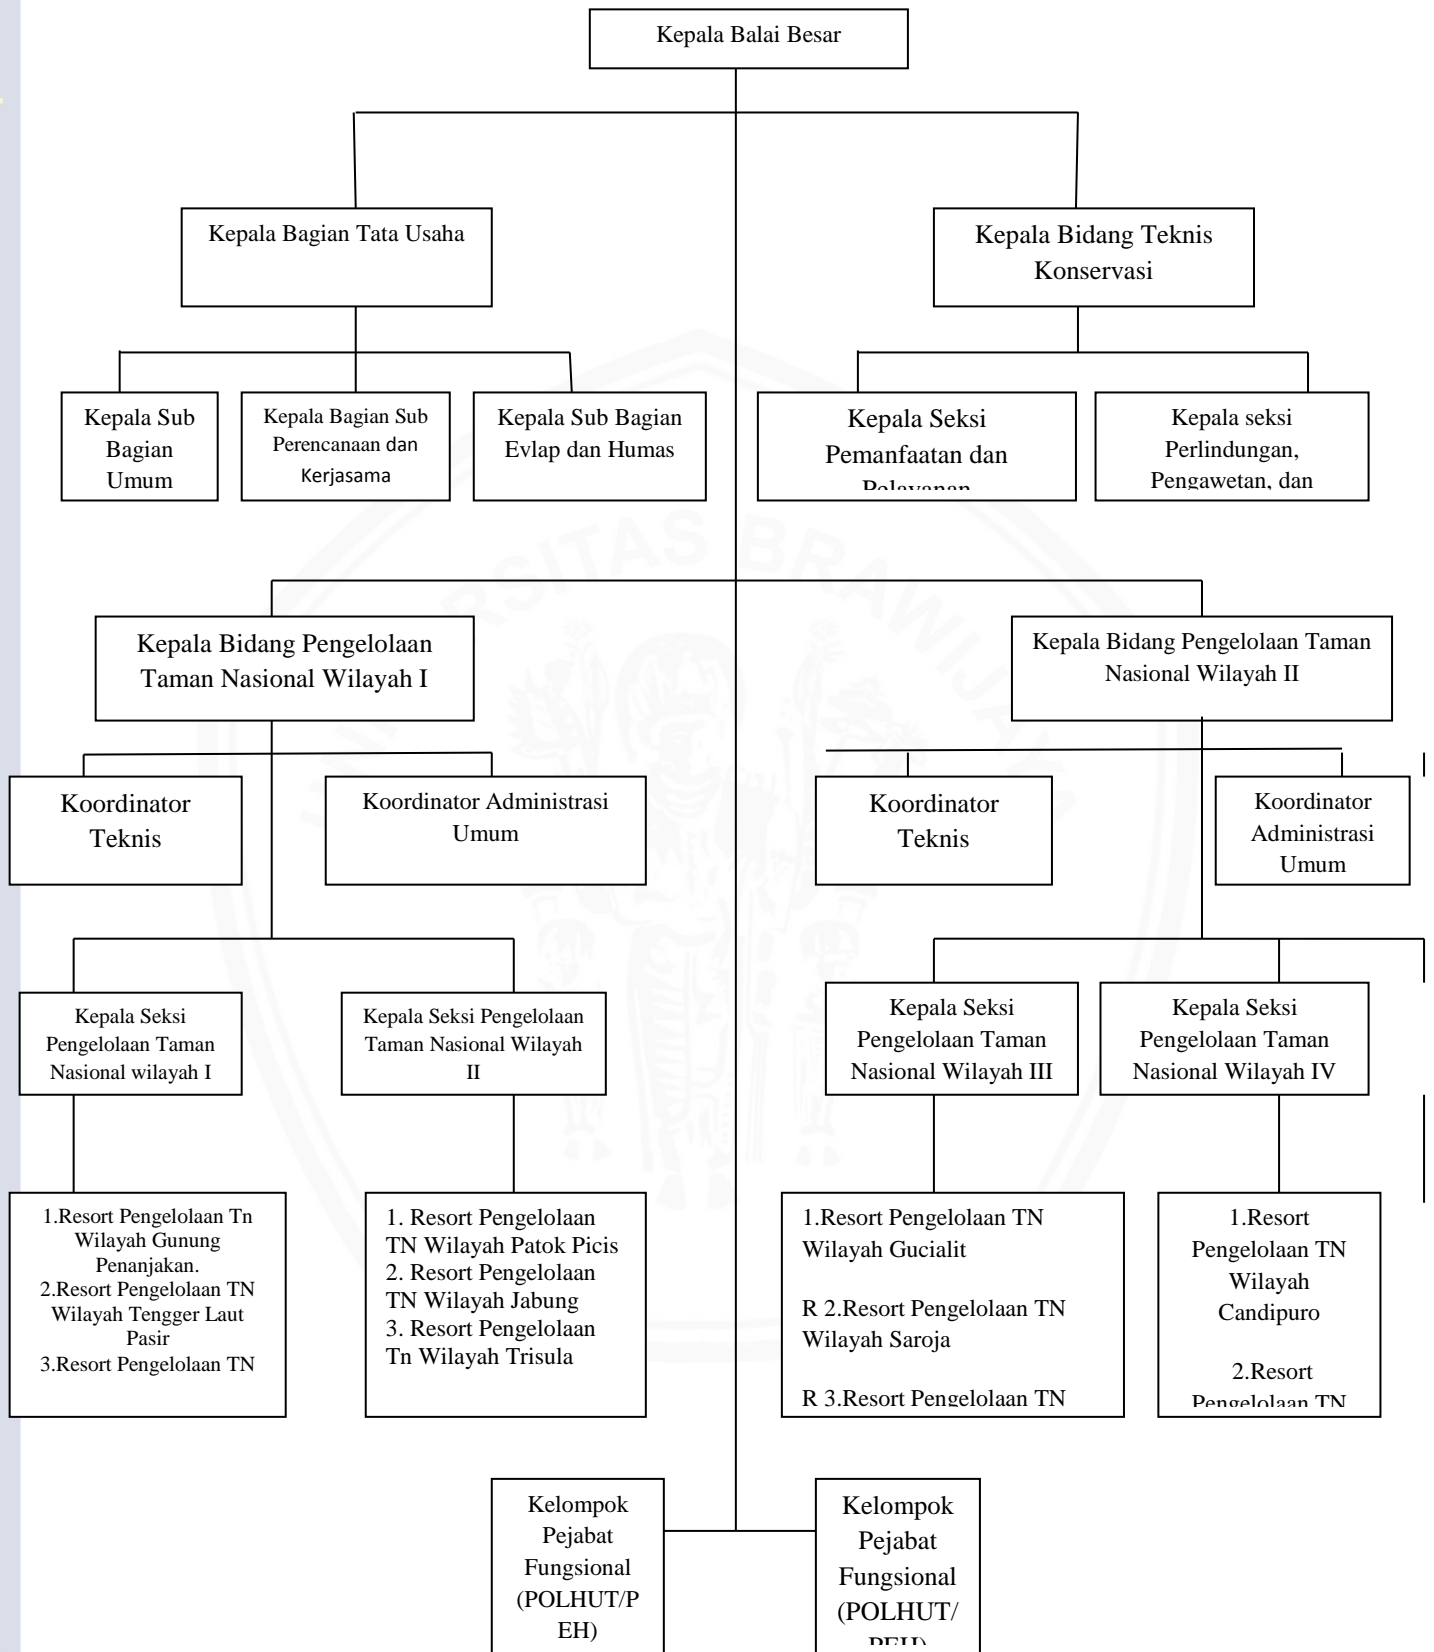 Kepala Balai Besar
Kepala Bagian Tata Usaha
Kepala Bidang Teknis
Konservasi
Kepala Sub
Bagian
Umum
Kepala Bagian Sub
Perencanaan dan
Kerjasama
Kepala Sub Bagian
Evlap dan Humas
Kepala Seksi
Pemanfaatan dan
Pelayanan
Kepala seksi
Perlindungan,
Pengawetan, dan
RSITAS BRAWIJAYA
Kepala Bidang Pengelolaan
Taman Nasional Wilayah I
Kepala Bidang Pengelolaan Taman
Nasional Wilayah II
Koordinator
Teknis
Koordinator Administrasi
Umum
Koordinator
Teknis
Koordinator
Administrasi
Umum
Kepala Seksi
Pengelolaan Taman
Nasional wilayah I
Kepala Seksi Pengelolaan
Taman Nasional Wilayah
II
Kepala Seksi
Pengelolaan Taman
Nasional Wilayah III
Kepala Seksi
Pengelolaan Taman
Nasional Wilayah IV
1.Resort Pengelolaan Tn
Wilayah Gunung
Penanjakan.
2.Resort Pengelolaan TN
Wilayah Tengger Laut
Pasir
3.Resort Pengelolaan TN
1. Resort Pengelolaan
TN Wilayah Patok Picis
2. Resort Pengelolaan
TN Wilayah Jabung
3. Resort Pengelolaan
Tn Wilayah Trisula
1.Resort Pengelolaan TN
Wilayah Gucialit
R 2.Resort Pengelolaan TN
Wilayah Saroja
R 3.Resort Pengelolaan TN
1.Resort
Pengelolaan TN
Wilayah
Candipuro
2.Resort
Pengelolaan TN
Kelompok
Pejabat
Fungsional
(POLHUT/P
EH)
Kelompok
Pejabat
Fungsional
(POLHUT/
PEH)